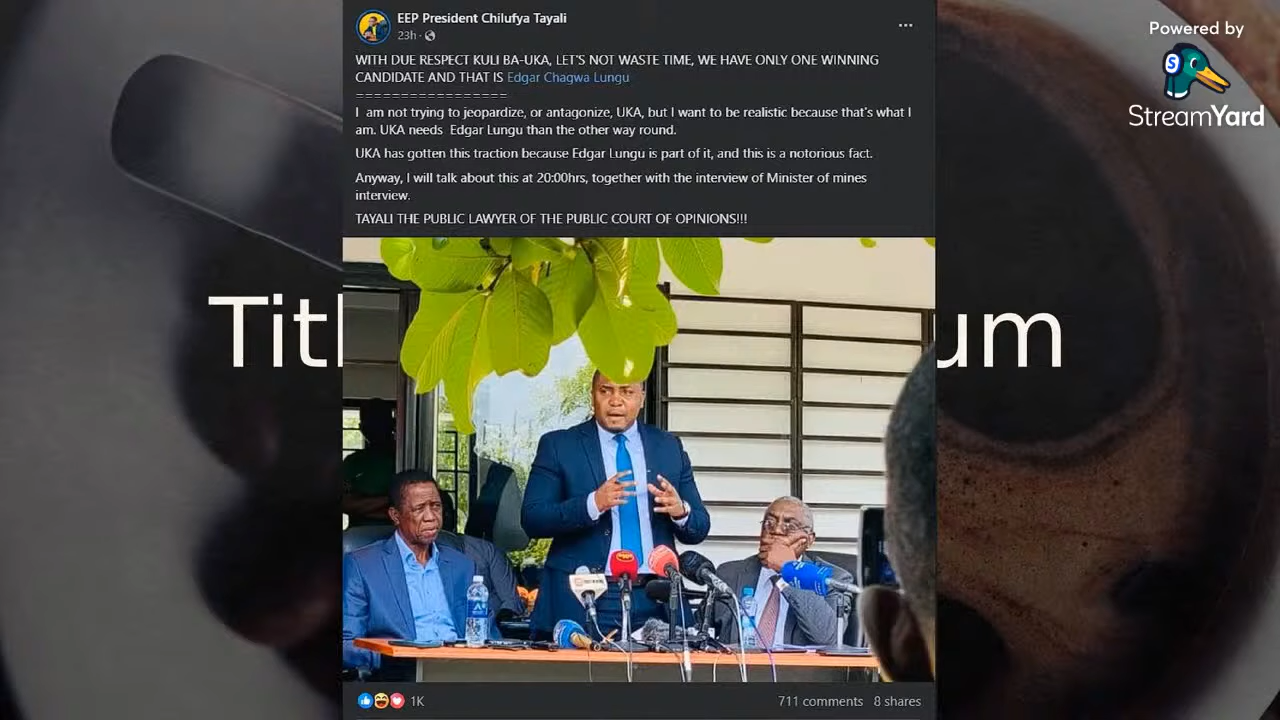 EEP President Chilufya Tayali
23h ·
Powered by
StreamYard
WITH DUE RESPECT KULI BA-UKA, LET'S NOT WASTE TIME, WE HAVE ONLY ONE WINNING
CANDIDATE AND THAT IS Edgar Chagwa Lungu
================
I am not trying to jeopardize, or antagonize, UKA, but I want to be realistic because that's what I
am. UKA needs Edgar Lungu than the other way round.
UKA has gotten this traction because Edgar Lungu is part of it, and this is a notorious fact.
Anyway, I will talk about this at 20:00hrs, together with the interview of Minister of mines
interview.
TAYALI THE PUBLIC LAWYER OF THE PUBLIC COURT OF OPINIONS!!!
1K
711 comments 8 shares